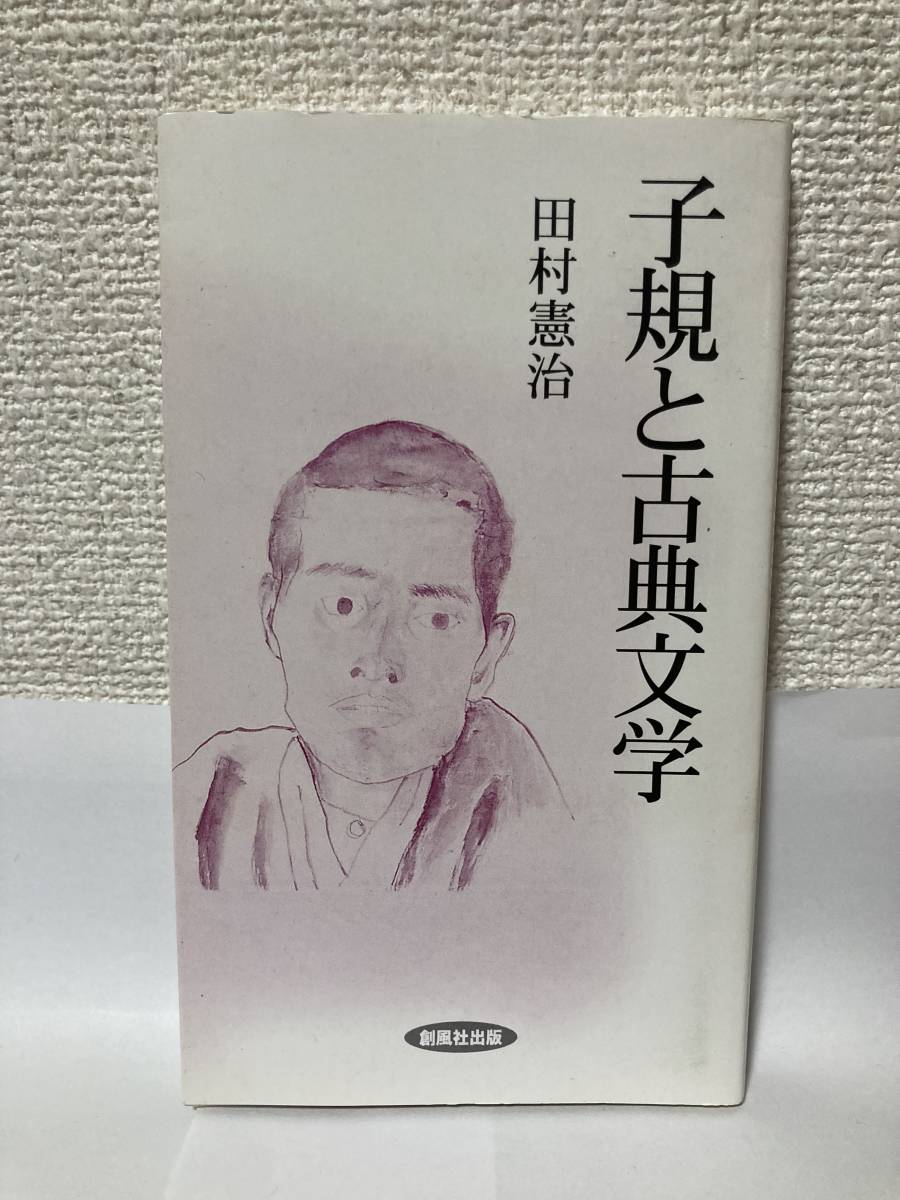 子規と古典文学
田村憲治
創風社出版